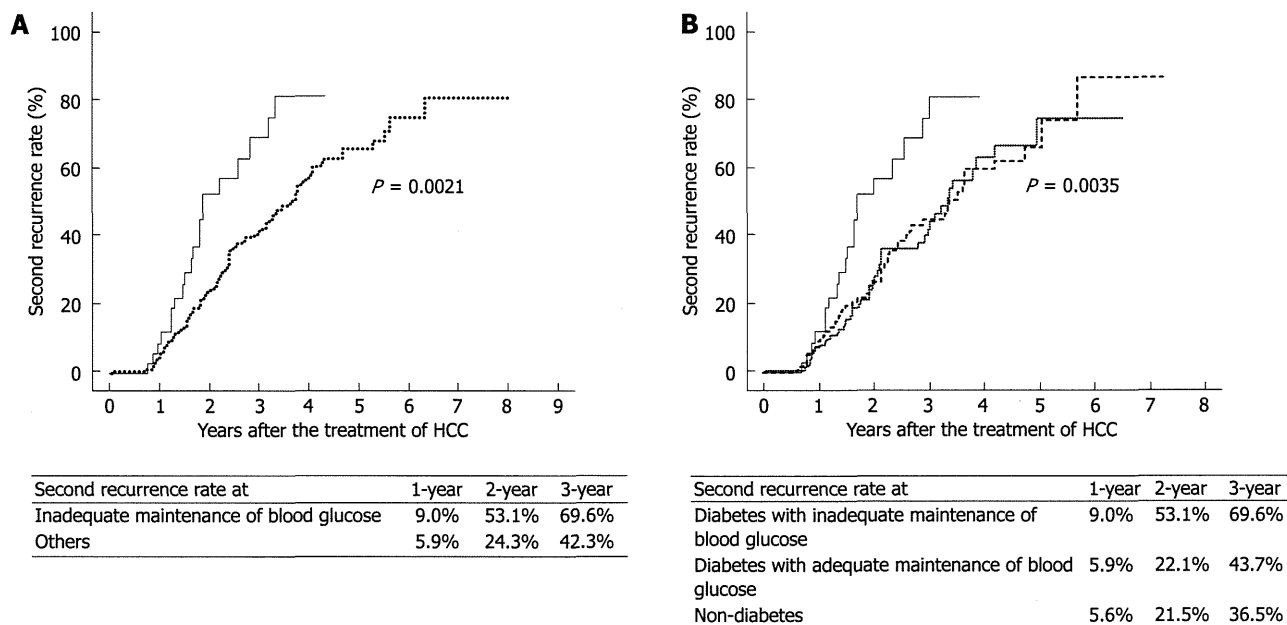 A
100
80
60
40
20
0
Second recurrence rate (%)
P = 0.0021
0 1 2 3 4 5 6 7 8 9
Years after the treatment of HCC
Second recurrence rate at 1-year 2-year 3-year
Inadequate maintenance of blood glucose 9.0% 53.1% 69.6%
Others 5.9% 24.3% 42.3%
B
100
80
60
40
20
0
Second recurrence rate (%)
P = 0.0035
0 1 2 3 4 5 6 7 8
Years after the treatment of HCC
Second recurrence rate at 1-year 2-year 3-year
Diabetes with inadequate maintenance of 9.0% 53.1% 69.6%
blood glucose
Diabetes with adequate maintenance of blood 5.9% 22.1% 43.7%
glucose
Non-diabetes 5.6% 21.5% 36.5%